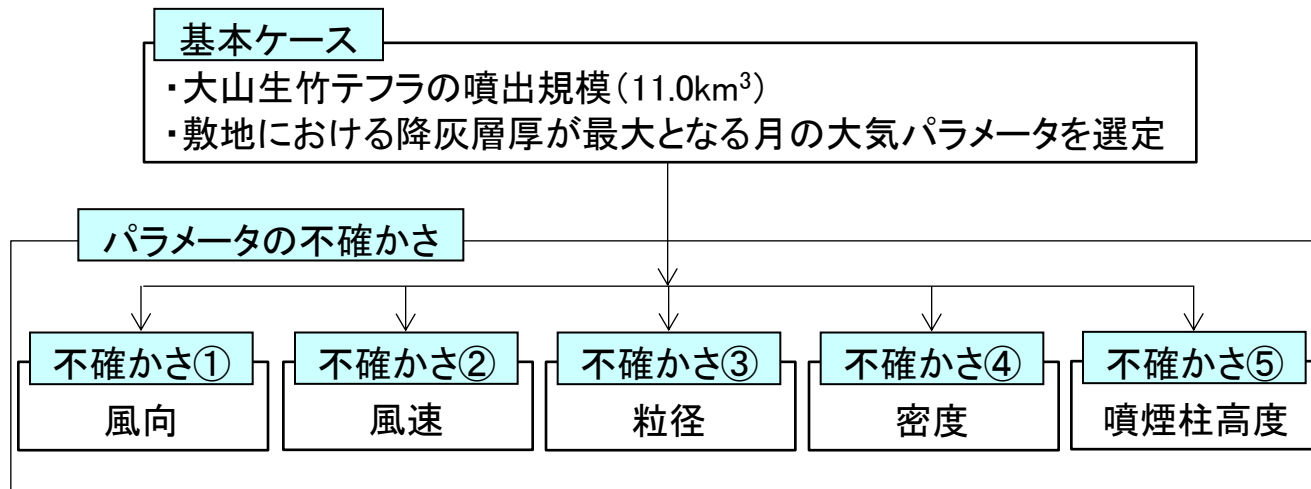 基本ケース
・大山生竹テフラの噴出規模(11.0km³)
・敷地における降灰層厚が最大となる月の大気パラメータを選定
パラメータの不確かさ
不確かさ① 不確かさ② 不確かさ③ 不確かさ④ 不確かさ⑤
風向 風速 粒径 密度 噴煙柱高度